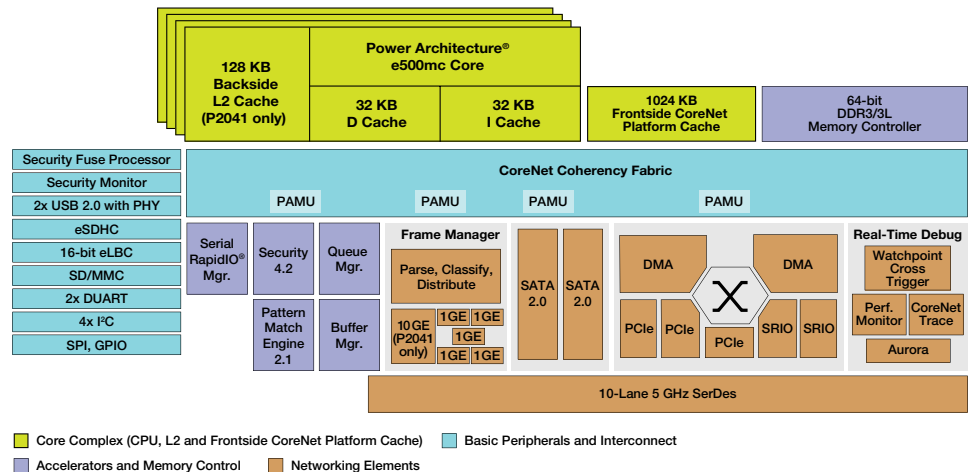 128 KB
Backside
L2 Cache
(P2041 only)
Power Architecture®
e500mc Core
32 KB
D Cache
32 KB
I Cache
1024 KB
Frontside CoreNet
Platform Cache
64-bit
DDR3/3L
Memory Controller
Security Fuse Processor
Security Monitor
2x USB 2.0 with PHY
eSDHC
16-bit eLBC
SD/MMC
2x DUART
4x I²C
SPI, GPIO
CoreNet Coherency Fabric
PAMU
PAMU
PAMU
PAMU
Serial
RapidIO®
Mgr.
Security
4.2
Queue
Mgr.
Pattern
Match
Engine
2.1
Buffer
Mgr.
Frame Manager
Parse, Classify,
Distribute
10GE
(P2041
only)
1GE
1GE
1GE
1GE
1GE
SATA
2.0
SATA
2.0
DMA
DMA
PCIe
PCIe
PCIe
SRIO
SRIO
Real-Time Debug
Watchpoint
Cross
Trigger
Perf.
Monitor
CoreNet
Trace
Aurora
10-Lane 5 GHz SerDes
Core Complex (CPU, L2 and Frontside CoreNet Platform Cache)
Basic Peripherals and Interconnect
Accelerators and Memory Control
Networking Elements